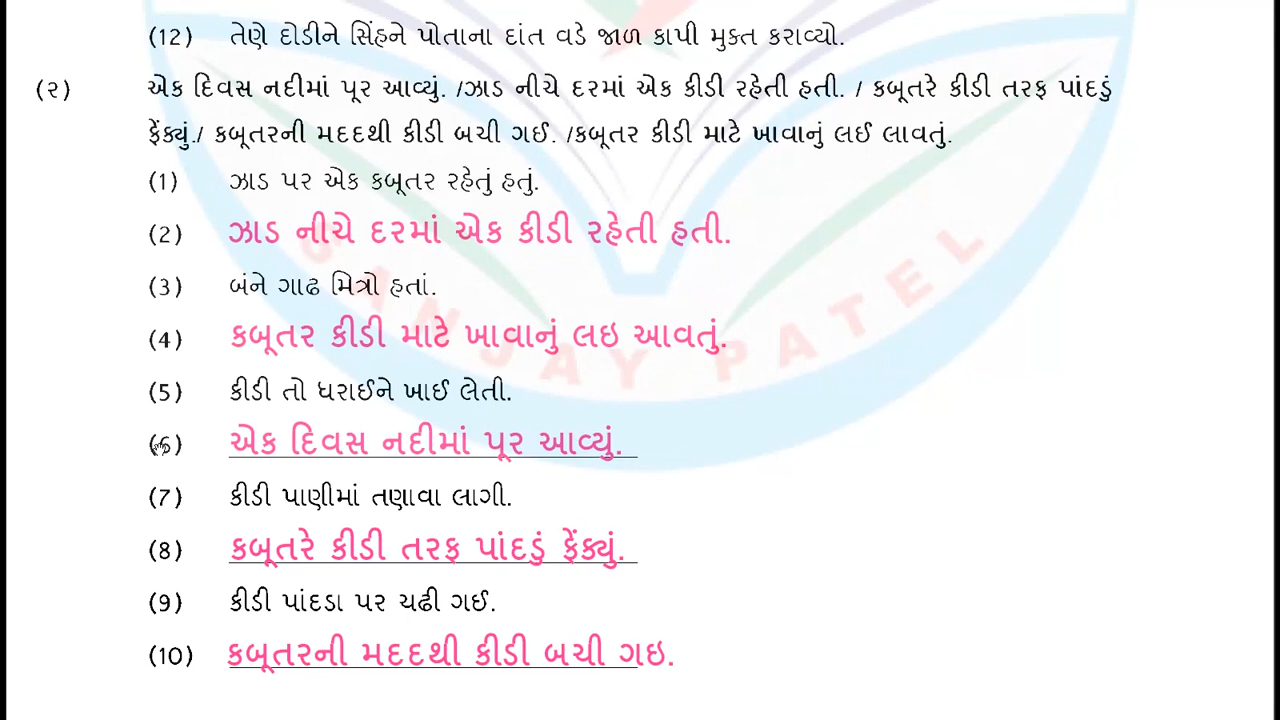 (12) તેણે દોડીને સિંહને પોતાના દાંત વડે જાળ કાપી મુક્ત કરાવ્યો.
(૨) એક દિવસ નદીમાં પૂર આવ્યું. /ઝાડ નીચે દરમાં એક કીડી રહેતી હતી. / કબૂતરે કીડી તરફ પાંદડું
ફેંક્યું./ કબૂતરની મદદથી કીડી બચી ગઈ. /કબૂતર કીડી માટે ખાવાનું લઈ લાવતું.
(1) ઝાડ પર એક કબૂતર રહેતું હતું.
(2) ઝાડ નીચે દરમાં એક કીડી રહેતી હતી.
(3) બંને ગાઢ મિત્રો હતાં.
(4) કબૂતર કીડી માટે ખાવાનું લઇ આવતું.
(5) કીડી તો ધરાઈને ખાઈ લેતી.
(6) એક દિવસ નદીમાં પૂર આવ્યું.
(7) કીડી પાણીમાં તણાવા લાગી.
(8) કબૂતરે કીડી તરફ પાંદડું ફેંક્યું.
(9) કીડી પાંદડા પર ચઢી ગઈ.
(10) કબૂતરની મદદથી કીડી બચી ગઇ.
SANJAY PATEL